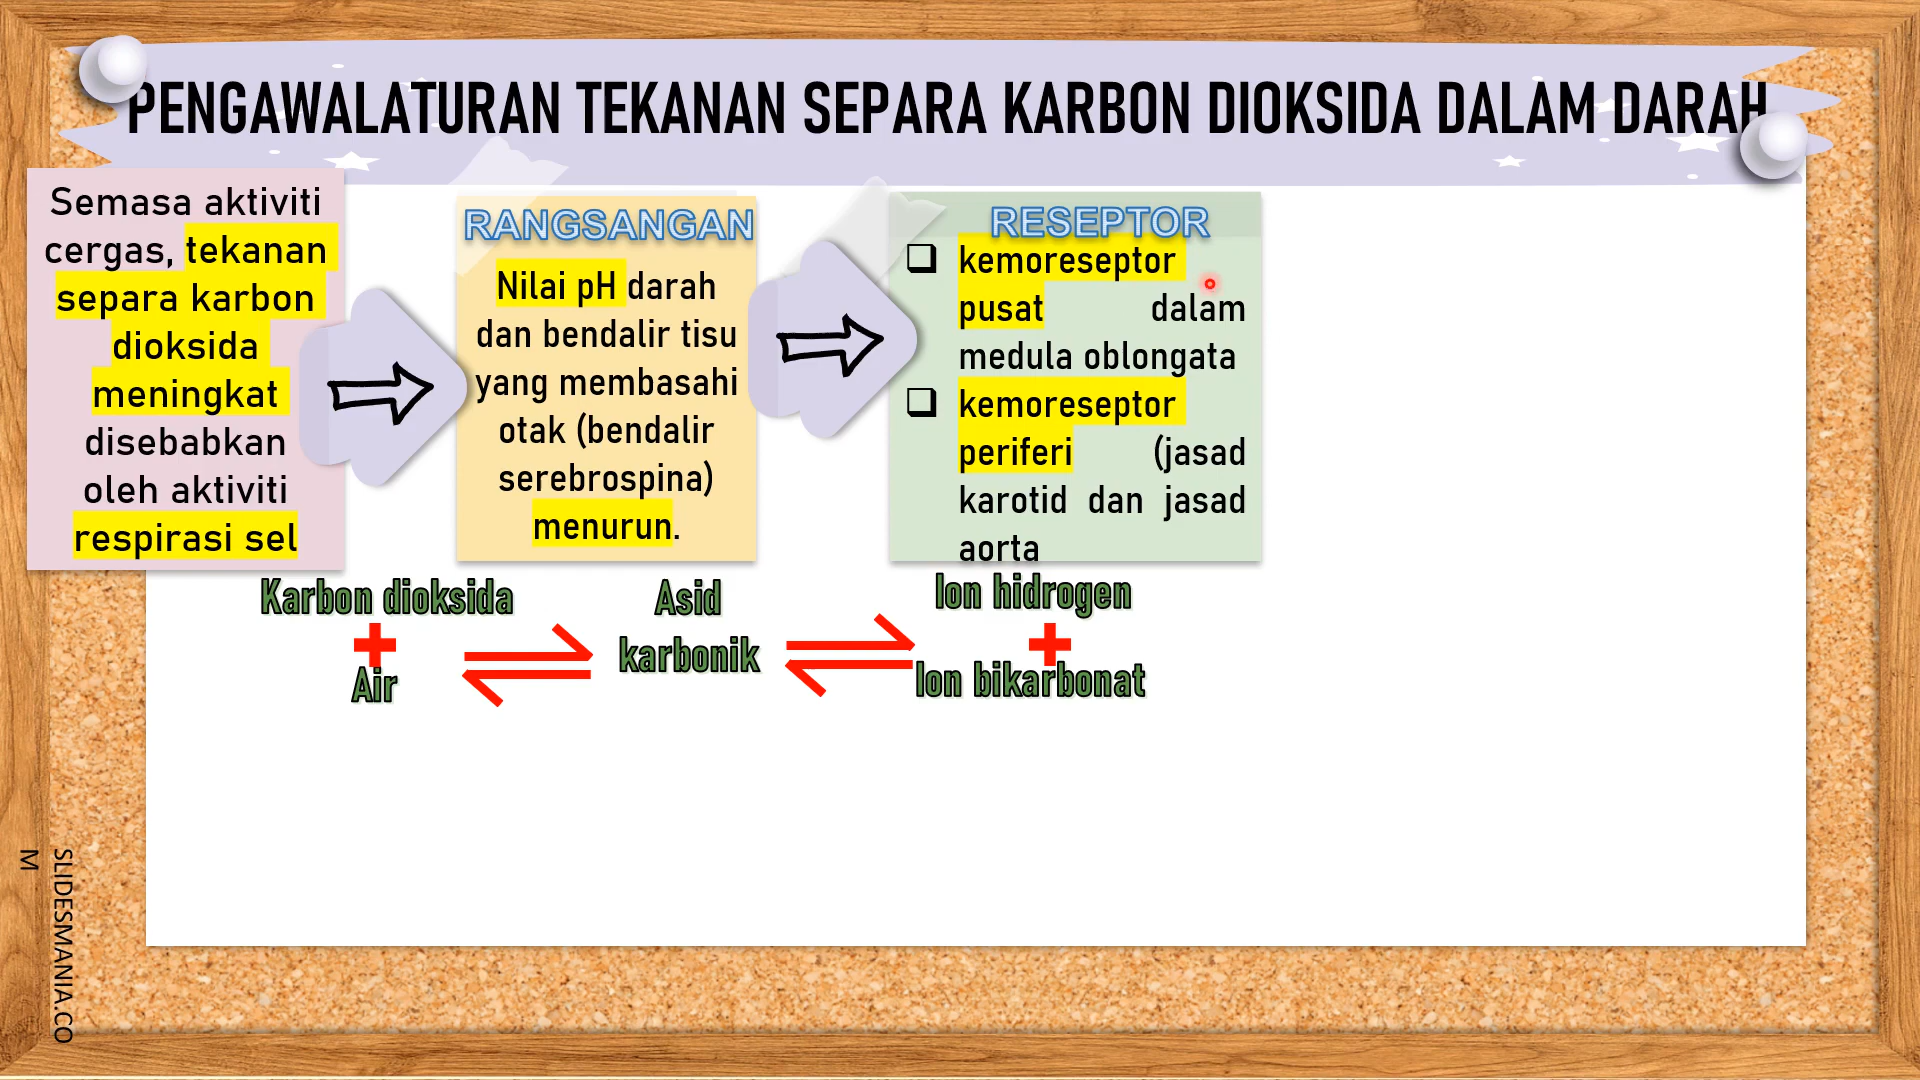 PENGAWALATURAN TEKANAN SEPARA KARBON DIOKSIDA DALAM DARAH
Semasa aktiviti
cergas, tekanan
separa karbon
dioksida
meningkat
disebabkan
oleh aktiviti
respirasi sel
RANGSANGAN
Nilai pH darah
dan bendalir tisu
yang membasahi
otak (bendalir
serebrospina)
menurun.
RESEPTOR
❑ kemoreseptor
pusat dalam
medula oblongata
❑ kemoreseptor
periferi (jasad
karotid dan jasad
aorta
Karbon dioksida
+
Air
Asid
karbonik
Ion hidrogen
+
Ion bikarbonat
SLIDESMANIA.CO
M